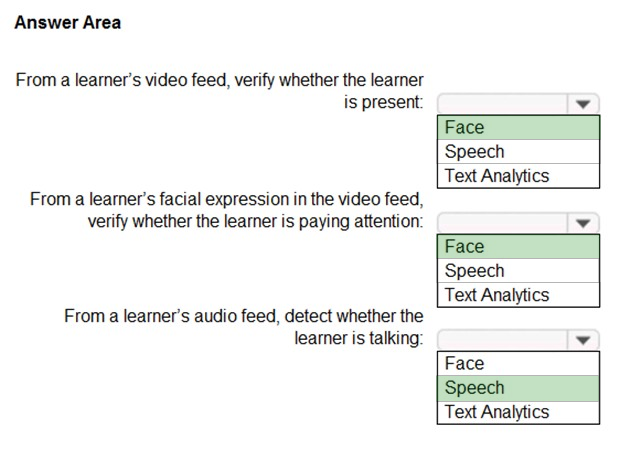 Answer Area
From a learner's video feed, verify whether the learner
is present:
Face
Speech
Text Analytics
From a learner's facial expression in the video feed,
verify whether the learner is paying attention:
Face
Speech
Text Analytics
From a learner's audio feed, detect whether the
learner is talking:
Face
Speech
Text Analytics